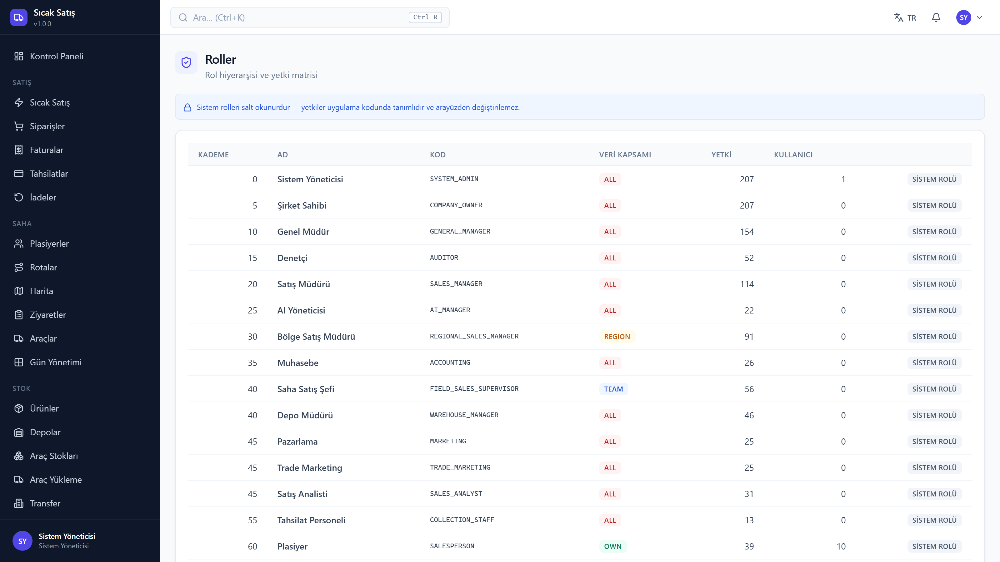 Sıcak Satış
v1.0.0
Kontrol Paneli
SATIŞ
Sıcak Satış
Siparişler
Faturalar
Tahsilatlar
İadeler
SAHA
Plasiyerler
Rotalar
Harita
Ziyaretler
Araçlar
Gün Yönetimi
STOK
Ürünler
Depolar
Araç Stokları
Araç Yükleme
Transfer
SY
Sistem Yöneticisi
Sistem Yöneticisi
Ara... (Ctrl+K) Ctrl K
TR SY
Roller
Rol hiyerarşisi ve yetki matrisi
Sistem rolleri salt okunurdur — yetkiler uygulama kodunda tanımlıdır ve arayüzden değiştirilemez.
KADEME AD KOD VERİ KAPSAMI YETKİ KULLANICI
0 Sistem Yöneticisi SYSTEM_ADMIN ALL 207 1 SİSTEM ROLÜ
5 Şirket Sahibi COMPANY_OWNER ALL 207 0 SİSTEM ROLÜ
10 Genel Müdür GENERAL_MANAGER ALL 154 0 SİSTEM ROLÜ
15 Denetçi AUDITOR ALL 52 0 SİSTEM ROLÜ
20 Satış Müdürü SALES_MANAGER ALL 114 0 SİSTEM ROLÜ
25 AI Yöneticisi AI_MANAGER ALL 22 0 SİSTEM ROLÜ
30 Bölge Satış Müdürü REGIONAL_SALES_MANAGER REGION 91 0 SİSTEM ROLÜ
35 Muhasebe ACCOUNTING ALL 26 0 SİSTEM ROLÜ
40 Saha Satış Şefi FIELD_SALES_SUPERVISOR TEAM 56 0 SİSTEM ROLÜ
40 Depo Müdürü WAREHOUSE_MANAGER ALL 46 0 SİSTEM ROLÜ
45 Pazarlama MARKETING ALL 25 0 SİSTEM ROLÜ
45 Trade Marketing TRADE_MARKETING ALL 25 0 SİSTEM ROLÜ
45 Satış Analisti SALES_ANALYST ALL 31 0 SİSTEM ROLÜ
55 Tahsilat Personeli COLLECTION_STAFF ALL 13 0 SİSTEM ROLÜ
60 Plasiyer SALESPERSON OWN 39 10 SİSTEM ROLÜ